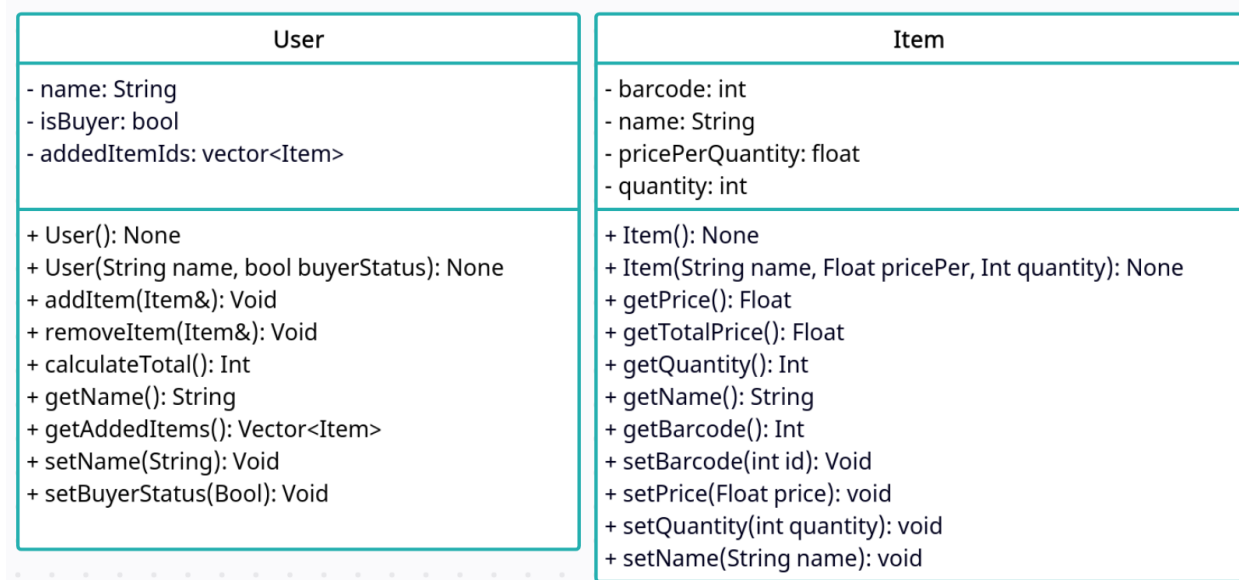 User
- name: String
- isBuyer: bool
- addedItemIds: vector<Item>
+ User(): None
+ User(String name, bool buyerStatus): None
+ addItem(Item&): Void
+ removeItem(Item&): Void
+ calculateTotal(): Int
+ getName(): String
+ getAddedItems(): Vector<Item>
+ setName(String): Void
+ setBuyerStatus(Bool): Void
Item
- barcode: int
- name: String
- pricePerQuantity: float
- quantity: int
+ Item(): None
+ Item(String name, Float pricePer, Int quantity): None
+ getPrice(): Float
+ getTotalPrice(): Float
+ getQuantity(): Int
+ getName(): String
+ getBarcode(): Int
+ setBarcode(int id): Void
+ setPrice(Float price): void
+ setQuantity(int quantity): void
+ setName(String name): void